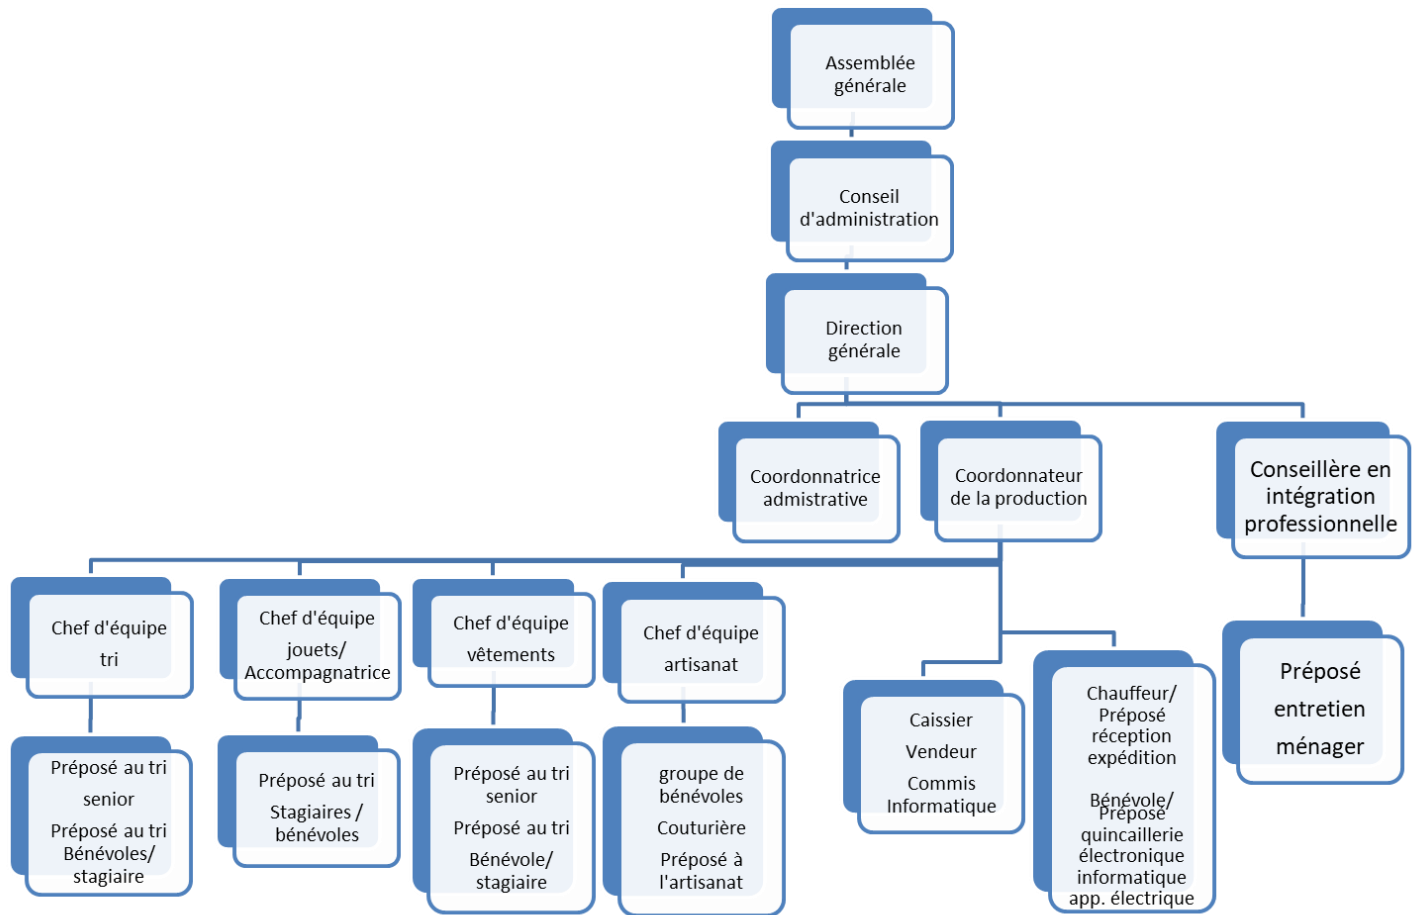 Assemblée
générale
Conseil
d'administration
Direction
générale
Coordonnatrice
admistrative
Coordonnateur
de la production
Conseillère en
intégration
professionnelle
Chef d'équipe
tri
Chef d'équipe
jouets/
Accompagnatrice
Chef d'équipe
vêtements
Chef d'équipe
artisanat
Préposé au tri
senior
Préposé au tri
Bénévoles/
stagiaire
Préposé au tri
Stagiaires /
bénévoles
Préposé au tri
senior
Préposé au tri
Bénévole/
stagiaire
groupe de
bénévoles
Couturière
Préposé à
l'artisanat
Caissier
Vendeur
Commis
Informatique
Chauffeur/
Préposé
réception
expédition
Bénévole/
Préposé
quincaillerie
électronique
informatique
app. électrique
Préposé
entretien
ménager